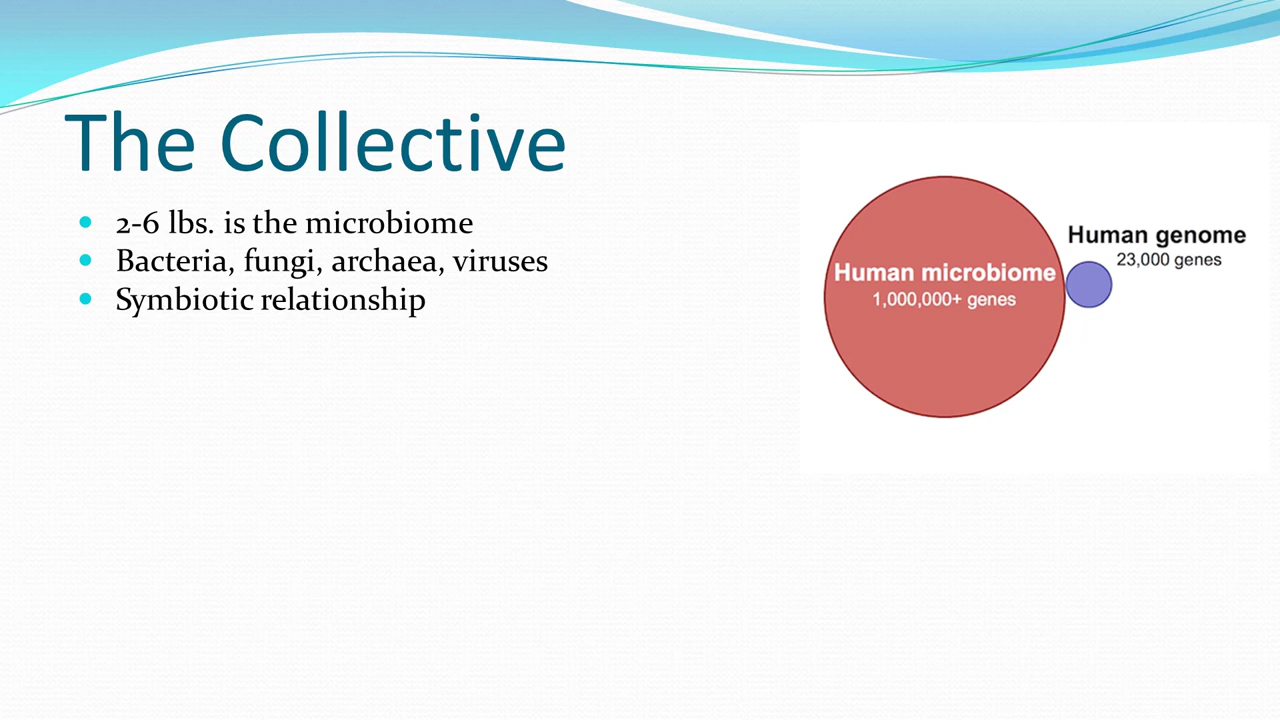 The Collective
2-6 lbs. is the microbiome
Bacteria, fungi, archaea, viruses
Symbiotic relationship
Human microbiome
1,000,000+ genes
Human genome
23,000 genes